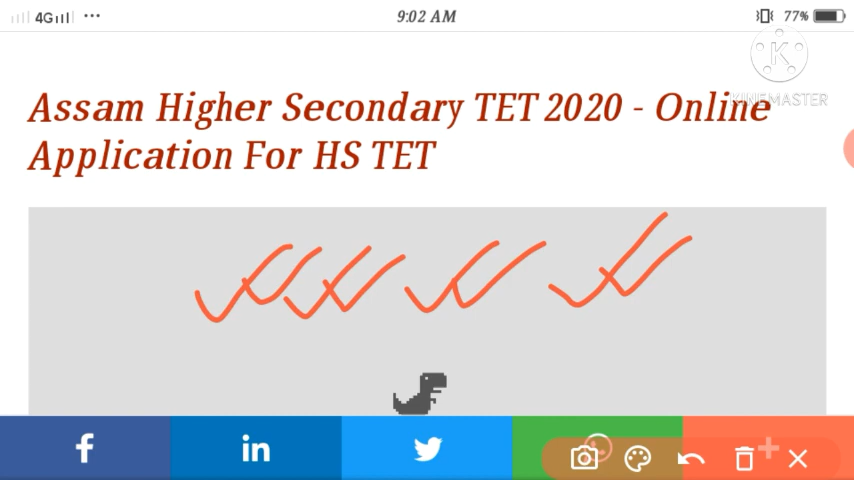 4G
9:02 AM
77%
K
KINEMASTER
Assam Higher Secondary TET 2020 - Online
Application For HS TET
f
in